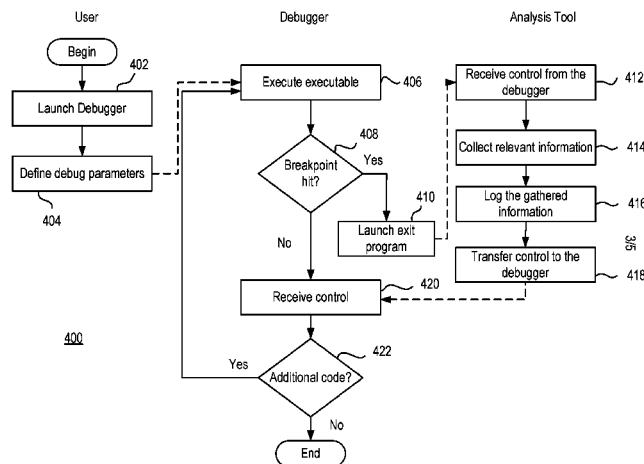 User
Debugger
Analysis Tool
Begin
402
Launch Debugger
Define debug parameters
404
Execute executable
406
408
Breakpoint
hit?
Yes
No
410
Launch exit
program
Receive control from the
debugger
412
Collect relevant information
414
Log the gathered
information
416
Transfer control to the
debugger
418
3/5
420
Receive control
400
422
Additional code?
Yes
No
End